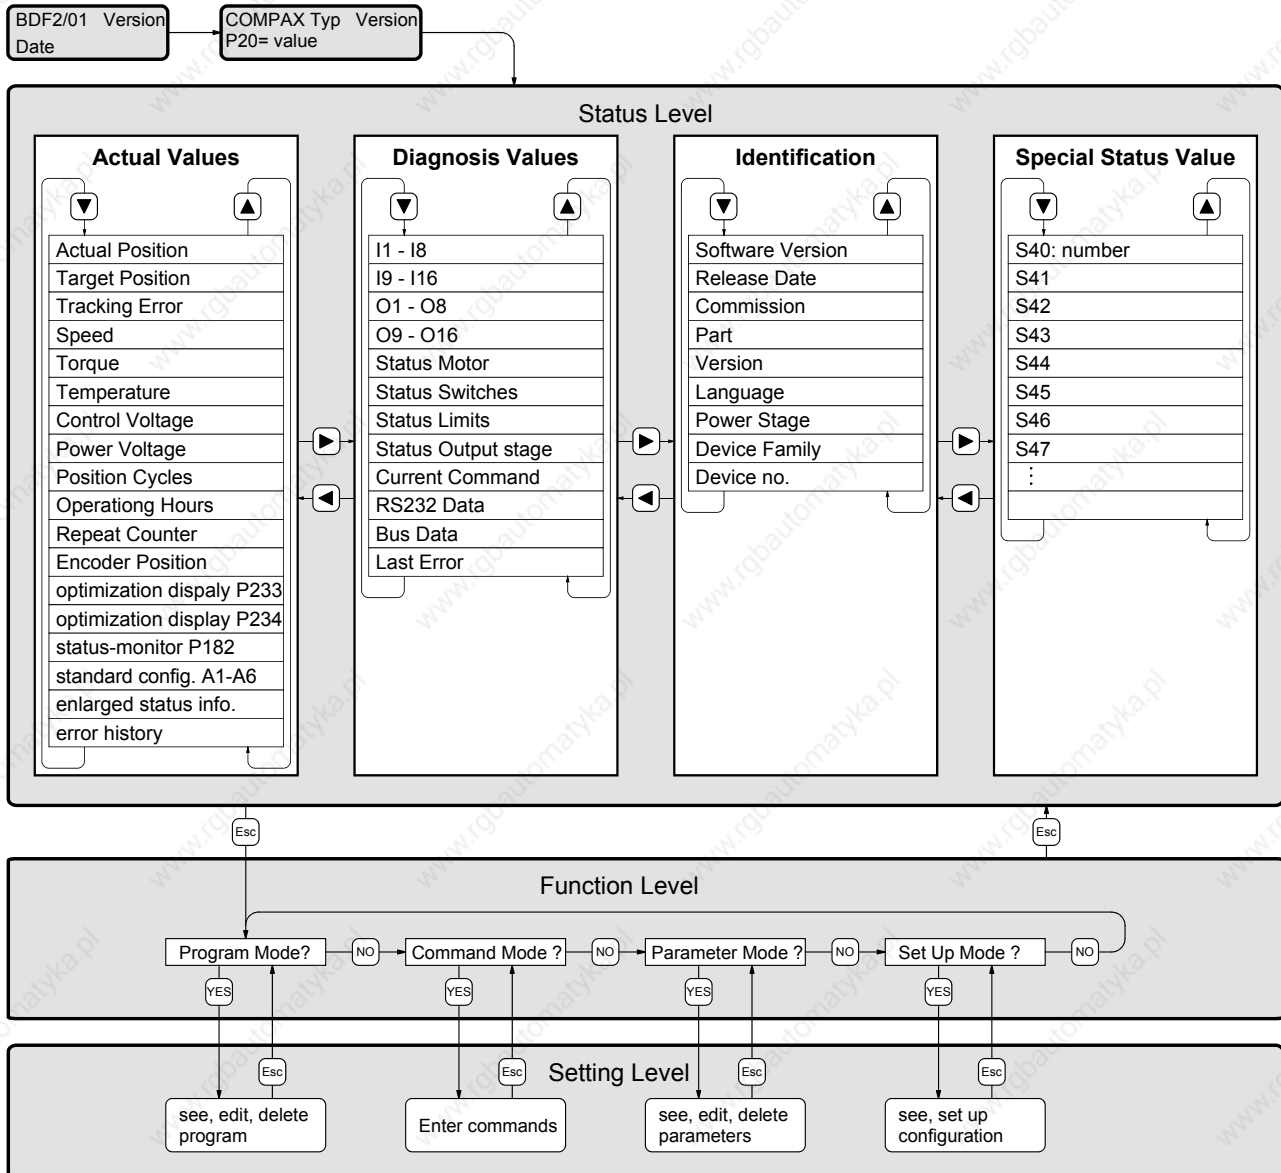 BDF2/01 Version
Date
COMPAX Typ Version
P20= value
Status Level
Actual Values
Actual Position
Target Position
Tracking Error
Speed
Torque
Temperature
Control Voltage
Power Voltage
Position Cycles
Operationg Hours
Repeat Counter
Encoder Position
optimization dispaly P233
optimization display P234
status-monitor P182
standard config. A1-A6
enlarged status info.
error history
Diagnosis Values
I1 - I8
I9 - I16
O1 - O8
O9 - O16
Status Motor
Status Switches
Status Limits
Status Output stage
Current Command
RS232 Data
Bus Data
Last Error
Identification
Software Version
Release Date
Commission
Part
Version
Language
Power Stage
Device Family
Device no.
Special Status Value
S40: number
S41
S42
S43
S44
S45
S46
S47
⋮
Esc
Esc
Function Level
Program Mode?
NO
Command Mode ?
NO
Parameter Mode ?
NO
Set Up Mode ?
NO
YES
YES
YES
YES
Setting Level
Esc
Esc
Esc
Esc
see, edit, delete
program
Enter commands
see, edit, delete
parameters
see, set up
configuration
www.rgbautomatyka.pl